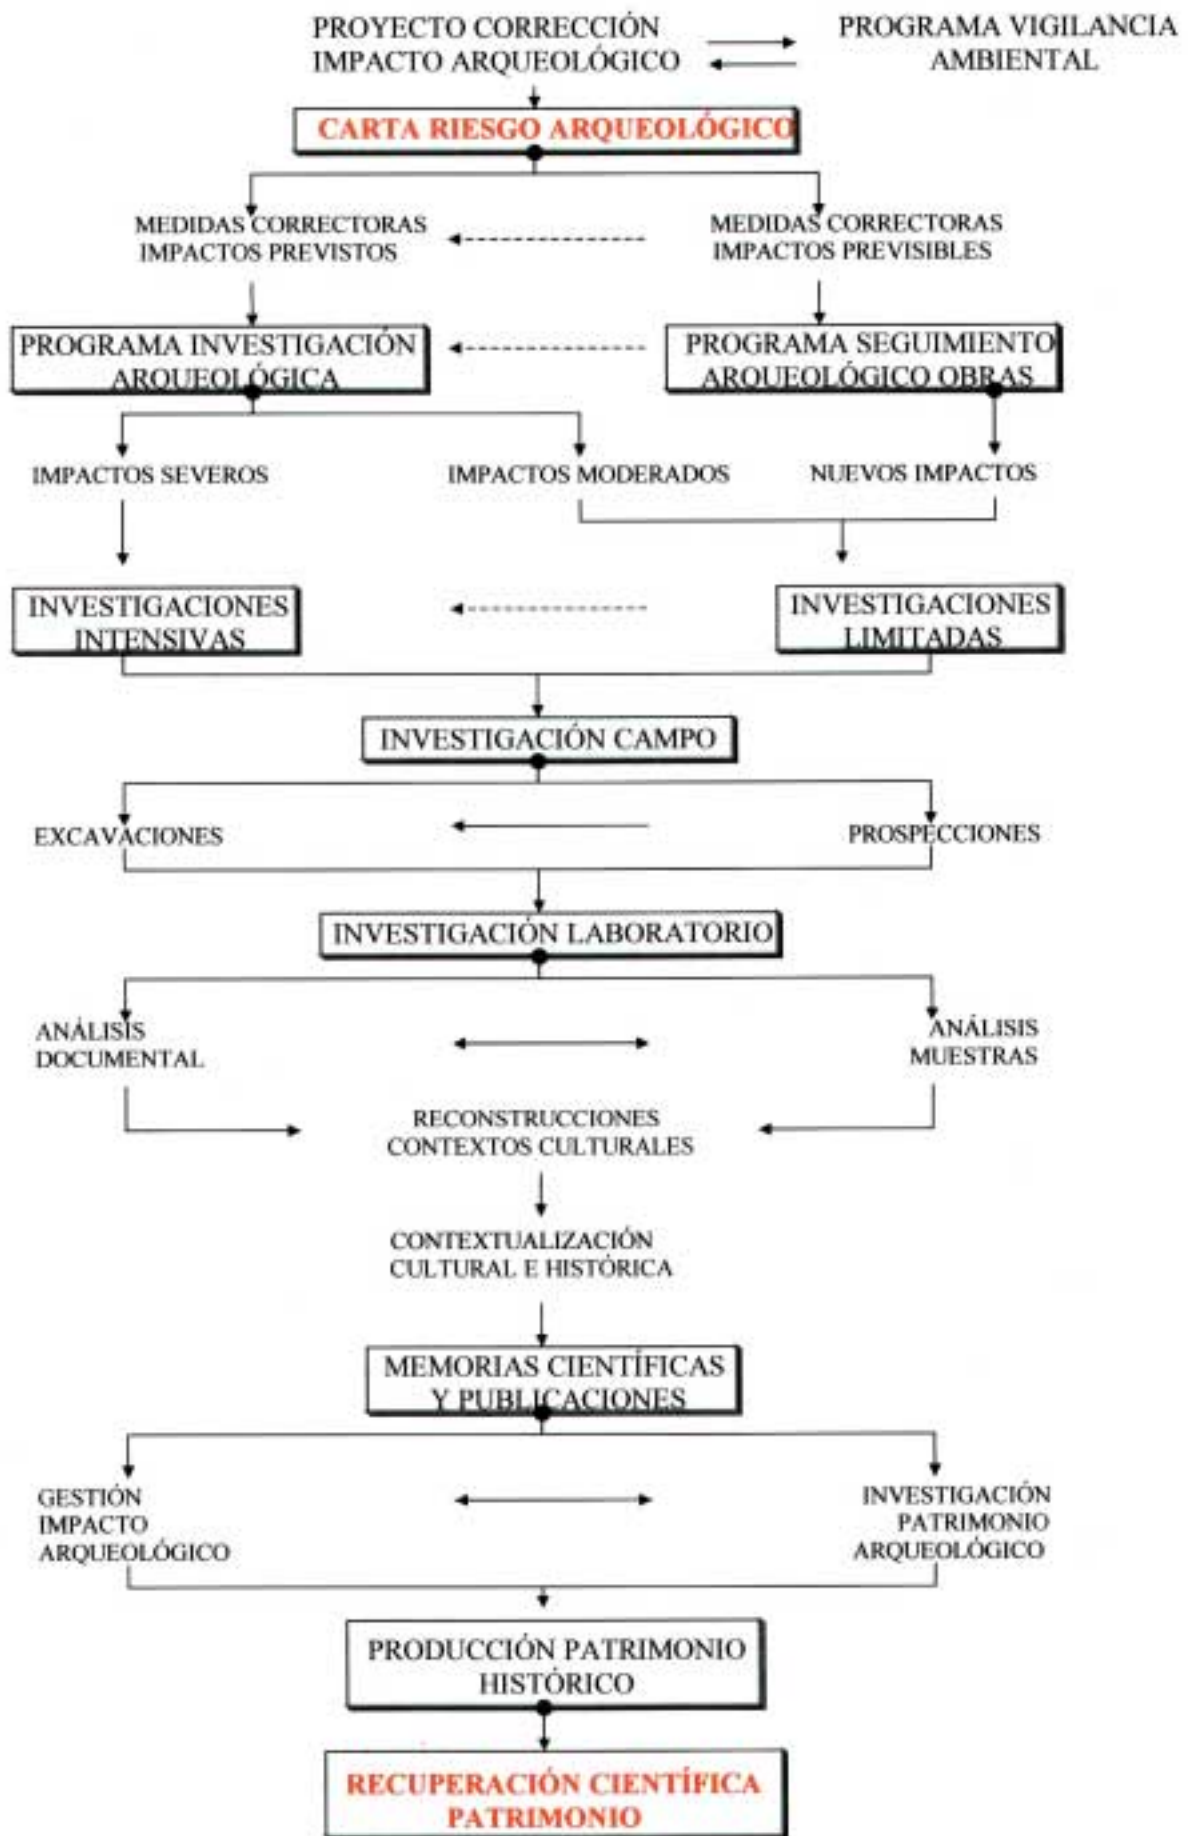 PROYECTO CORRECCIÓN
IMPACTO ARQUEOLÓGICO
PROGRAMA VIGILANCIA
AMBIENTAL
CARTA RIESGO ARQUEOLÓGICO
MEDIDAS CORRECTORAS
IMPACTOS PREVISTOS
MEDIDAS CORRECTORAS
IMPACTOS PREVISIBLES
PROGRAMA INVESTIGACIÓN
ARQUEOLÓGICA
PROGRAMA SEGUIMIENTO
ARQUEOLÓGICO OBRAS
IMPACTOS SEVEROS
IMPACTOS MODERADOS
NUEVOS IMPACTOS
INVESTIGACIONES
INTENSIVAS
INVESTIGACIONES
LIMITADAS
INVESTIGACIÓN CAMPO
EXCAVACIONES
PROSPECCIONES
INVESTIGACIÓN LABORATORIO
ANÁLISIS
DOCUMENTAL
ANÁLISIS
MUESTRAS
RECONSTRUCCIONES
CONTEXTOS CULTURALES
CONTEXTUALIZACIÓN
CULTURAL E HISTÓRICA
MEMORIAS CIENTÍFICAS
Y PUBLICACIONES
GESTIÓN
IMPACTO
ARQUEOLÓGICO
INVESTIGACIÓN
PATRIMONIO
ARQUEOLÓGICO
PRODUCCIÓN PATRIMONIO
HISTÓRICO
RECUPERACIÓN CIENTÍFICA
PATRIMONIO